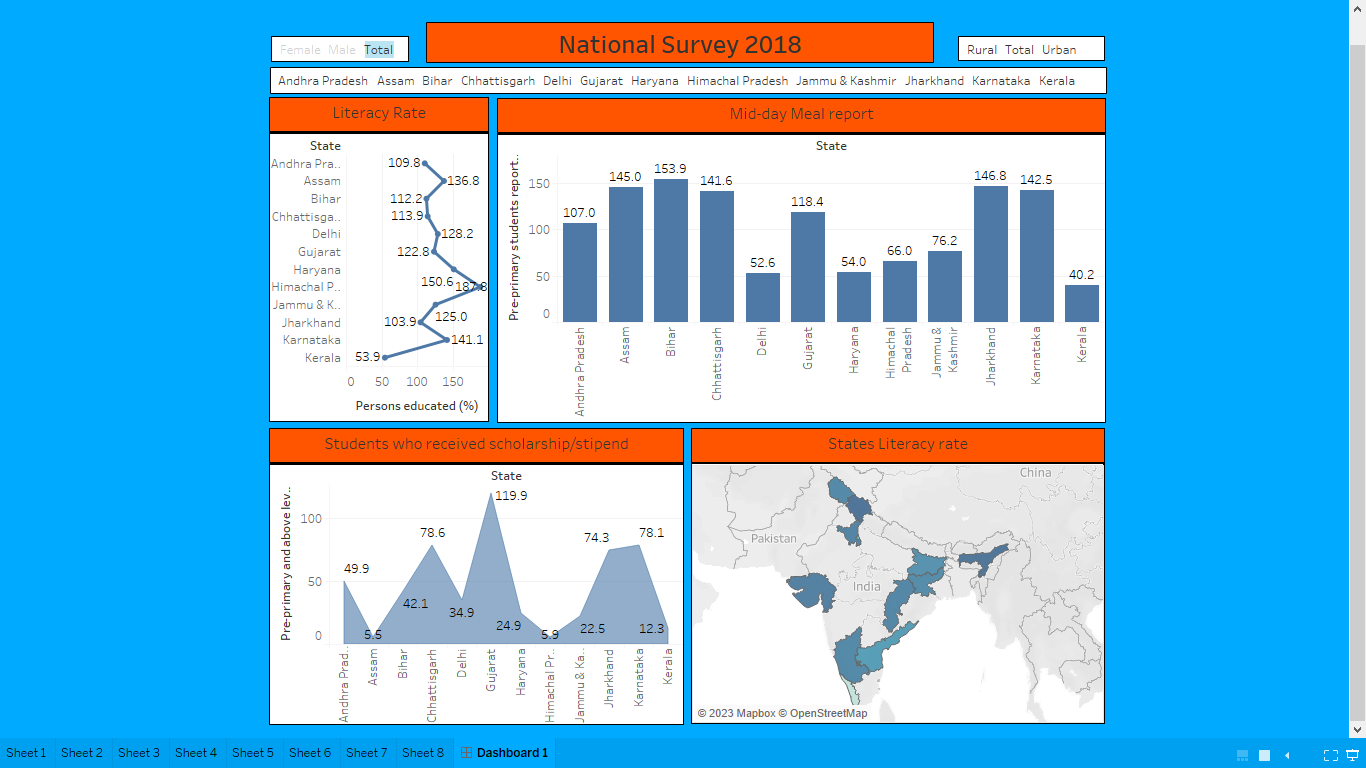 National Survey 2018
Female Male Total
Rural Total Urban
Andhra Pradesh Assam Bihar Chhattisgarh Delhi Gujarat Haryana Himachal Pradesh Jammu & Kashmir Jharkhand Karnataka Kerala
Literacy Rate
State
Andhra Pra.. 109.8
Assam 136.8
Bihar 112.2
Chhattisga.. 113.9
Delhi 128.2
Gujarat 122.8
Haryana
150.6
Himachal P.. 187.8
Jammu & K..
125.0
Jharkhand 103.9
Karnataka 141.1
Kerala 53.9
0 50 100 150
Persons educated (%)
Mid-day Meal report
State
Pre-primary students report..
150
100
50
0
107.0 145.0 153.9 141.6 52.6 118.4 54.0 66.0 76.2 146.8 142.5 40.2
Andhra Pradesh
Assam
Bihar
Chhattisgarh
Delhi
Gujarat
Haryana
Himachal
Pradesh
Jammu &
Kashmir
Jharkhand
Karnataka
Kerala
Students who received scholarship/stipend
State
Pre-primary and above lev..
100
50
0
49.9 5.5 42.1 78.6 34.9 119.9 24.9 5.9 22.5 74.3 78.1 12.3
Andhra Prad..
Assam
Bihar
Chhattisgarh
Delhi
Gujarat
Haryana
Himachal Pr..
Jammu & Ka..
Jharkhand
Karnataka
Kerala
States Literacy rate
China
Pakistan
India
© 2023 Mapbox © OpenStreetMap
Sheet 1 Sheet 2 Sheet 3 Sheet 4 Sheet 5 Sheet 6 Sheet 7 Sheet 8 Dashboard 1